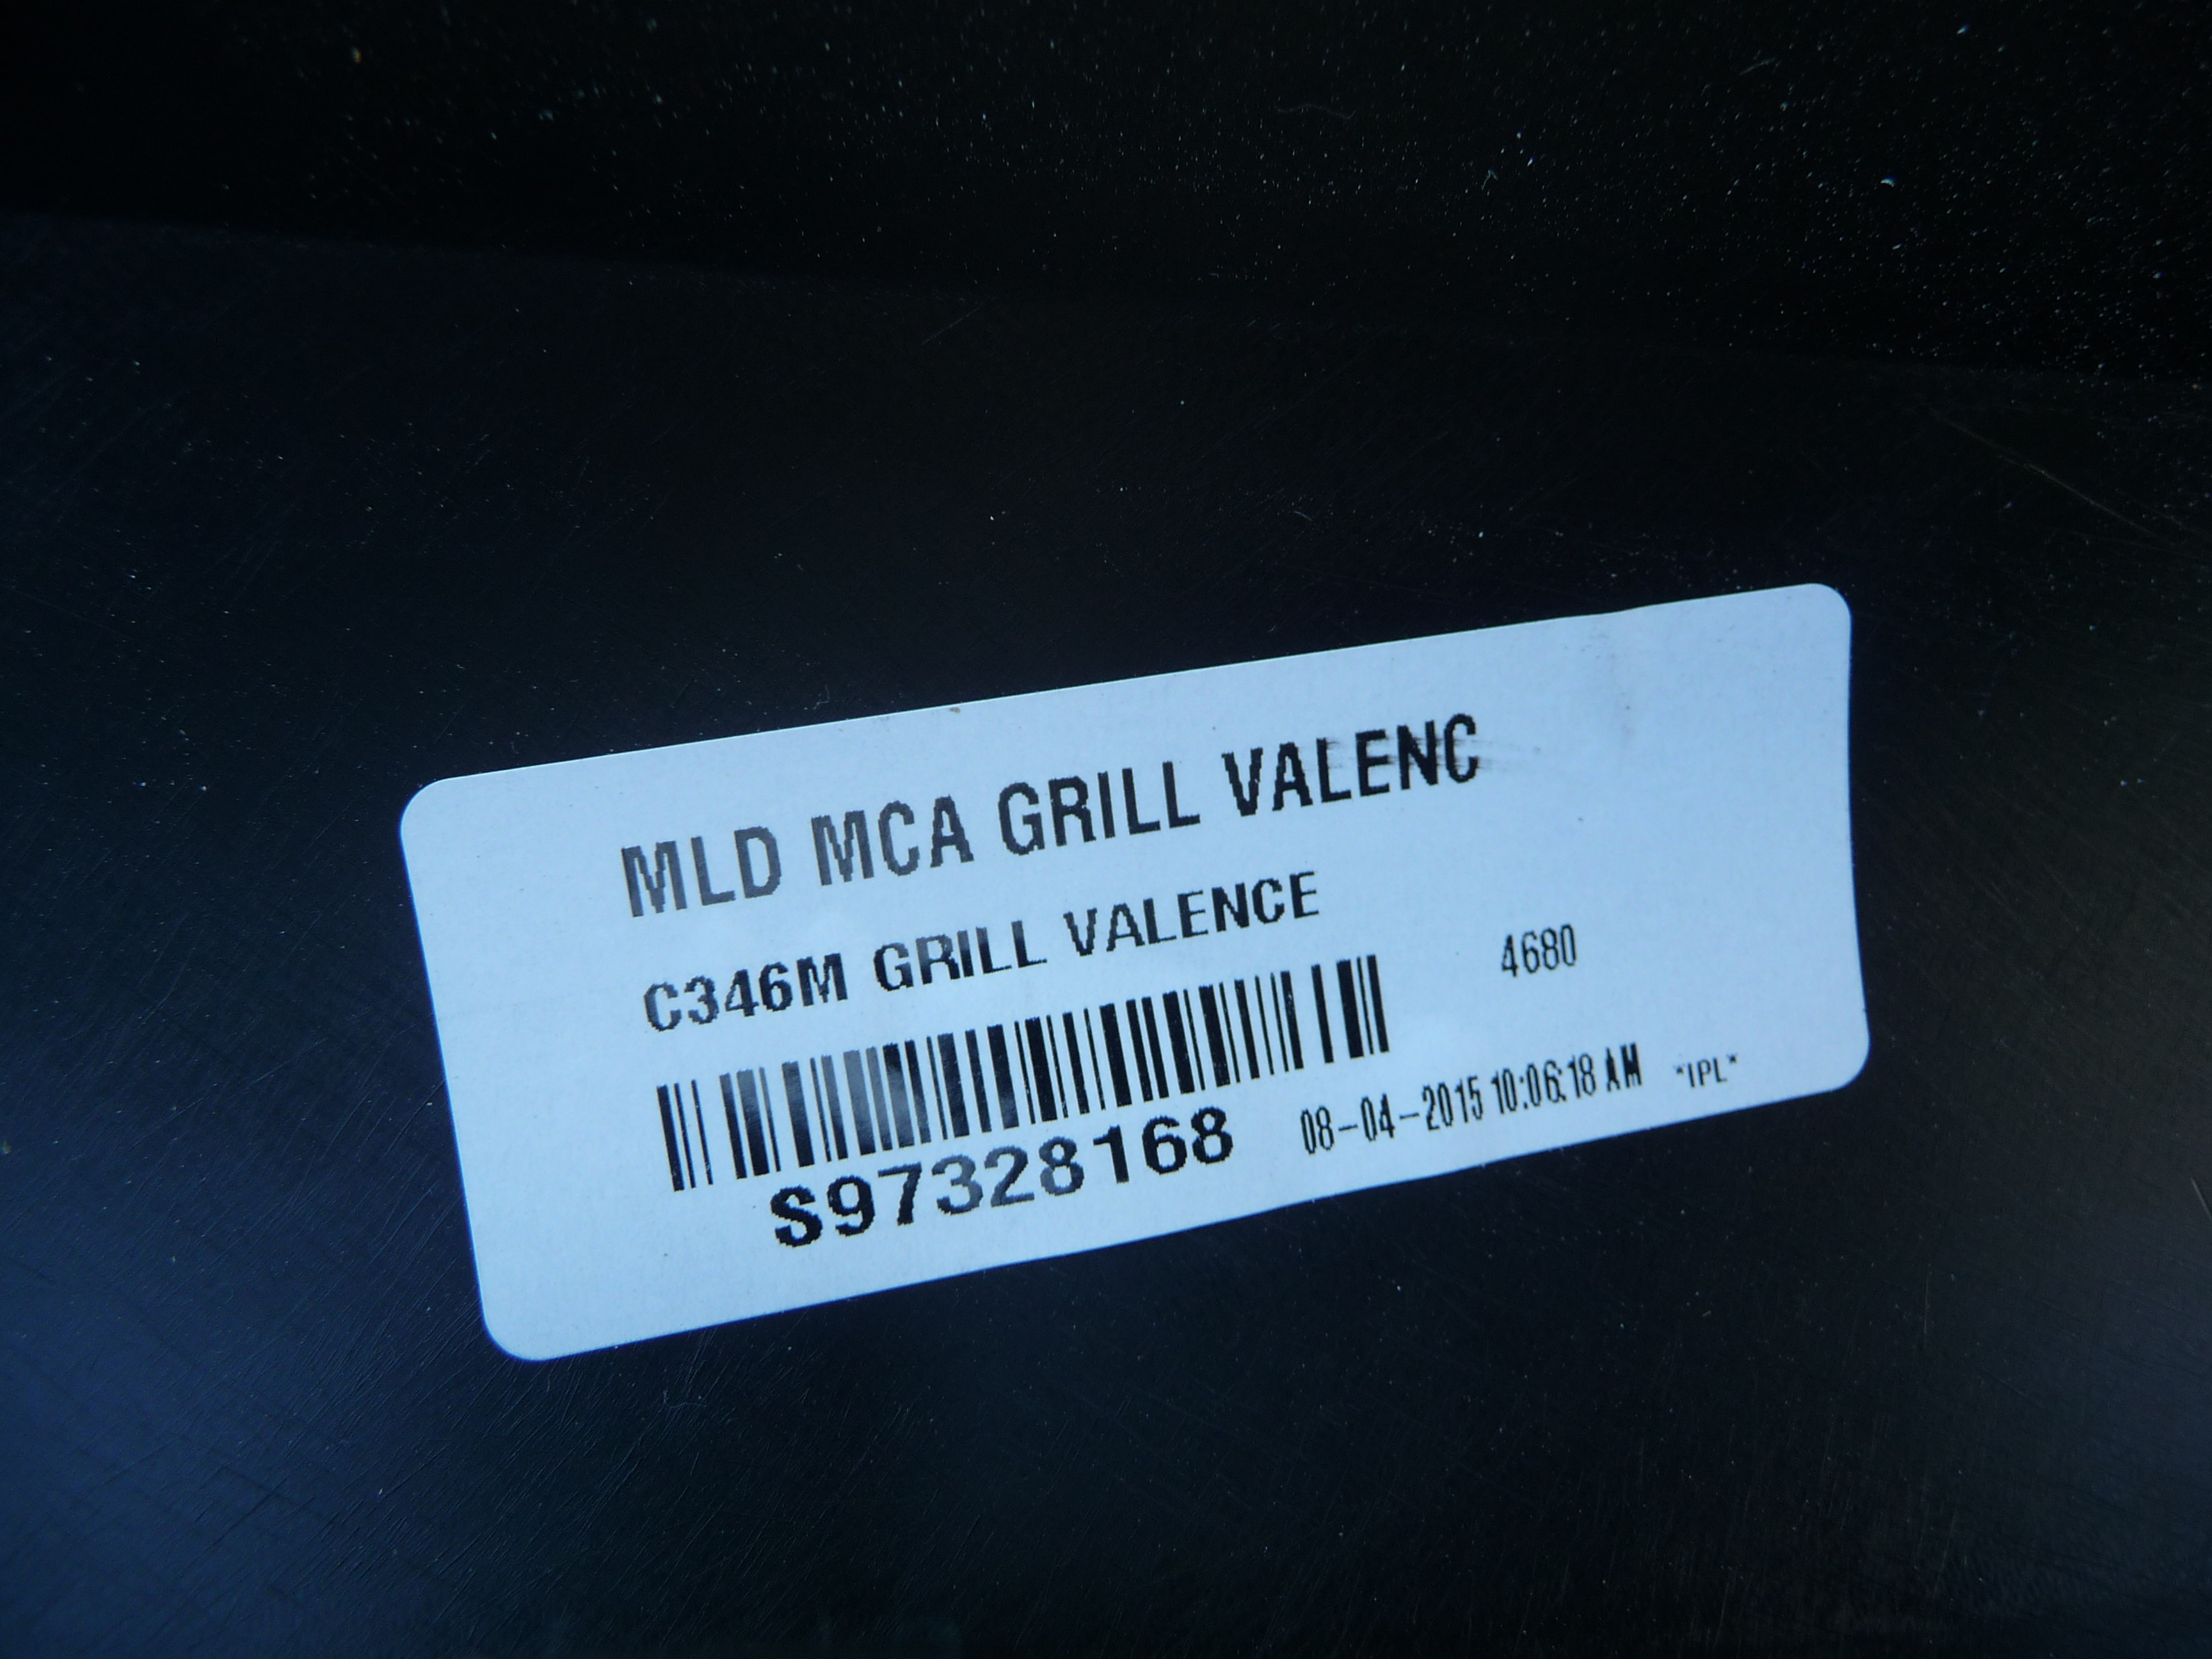 MLD MCA GRILL VALENC
C346M GRILL VALENCE
4680
S97328168
08-04-2015 10:06:18 AM *IPL*